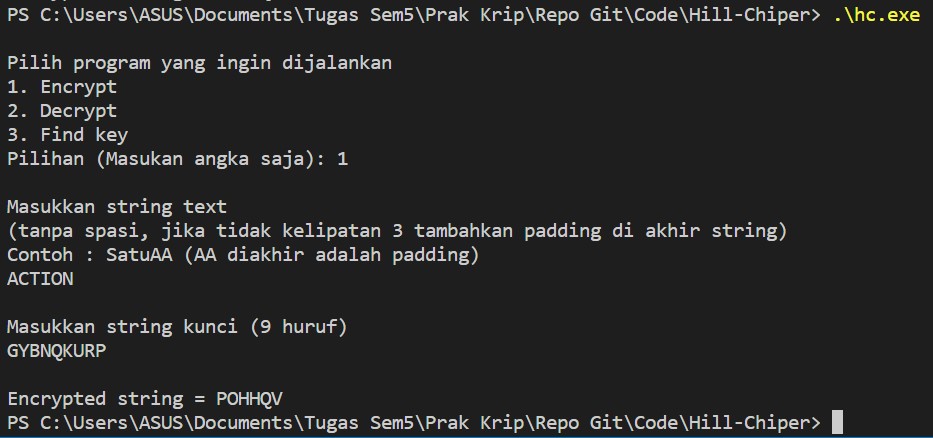 PS C:\Users\ASUS\Documents\Tugas Sem5\Prak Krip\Repo Git\Code\Hill-Chiper> .\hc.exe
Pilih program yang ingin dijalankan
1. Encrypt
2. Decrypt
3. Find key
Pilihan (Masukan angka saja): 1
Masukkan string text
(tanpa spasi, jika tidak kelipatan 3 tambahkan padding di akhir string)
Contoh : SatuAA (AA diakhir adalah padding)
ACTION
Masukkan string kunci (9 huruf)
GYBNQKURP
Encrypted string = POHHQV
PS C:\Users\ASUS\Documents\Tugas Sem5\Prak Krip\Repo Git\Code\Hill-Chiper>